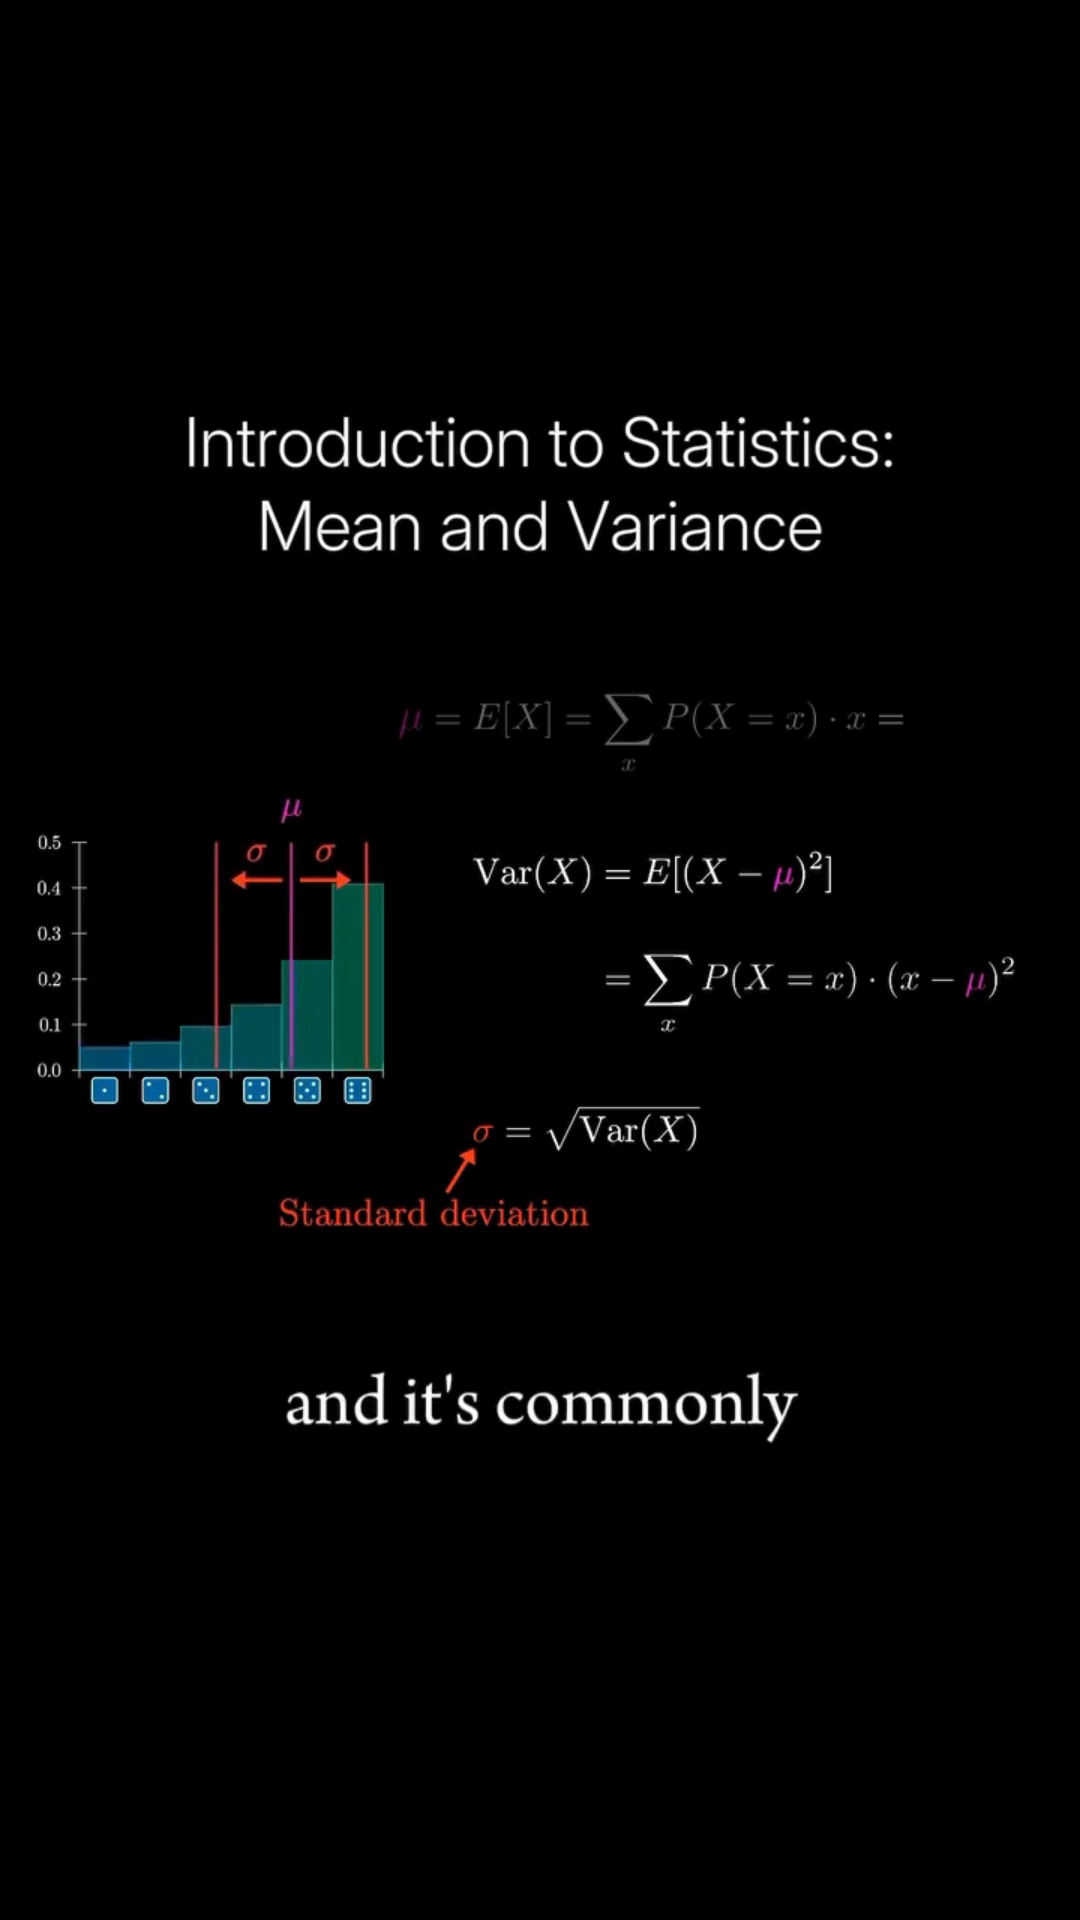 Introduction to Statistics:
Mean and Variance
μ = E[X] = ∑ P(X = x) · x =
x
μ
σ σ
0.5
0.4
0.3
0.2
0.1
0.0
Var(X) = E[(X − μ)²]
= ∑ P(X = x) · (x − μ)²
x
σ = √Var(X)
Standard deviation
and it's commonly